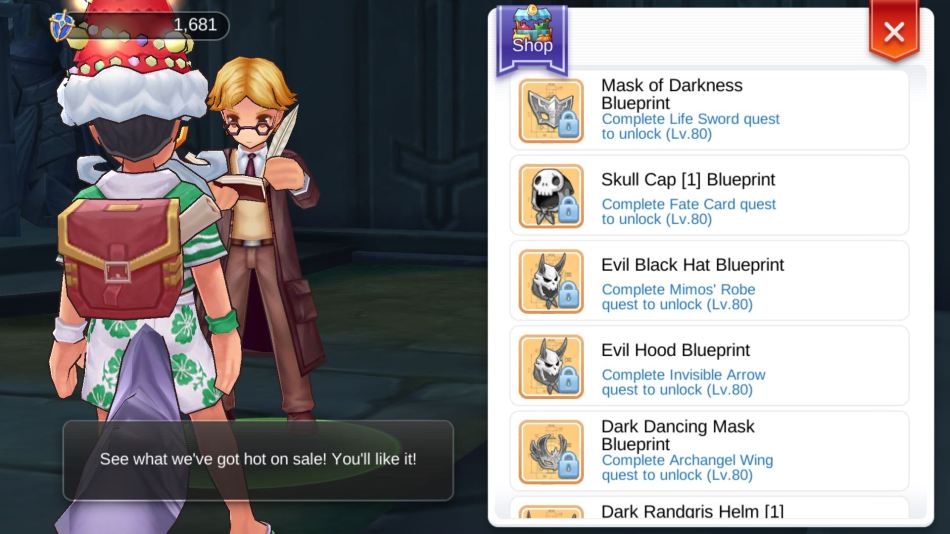 1,681
Shop
Mask of Darkness
Blueprint
Complete Life Sword quest
to unlock (Lv.80)
Skull Cap [1] Blueprint
Complete Fate Card quest
to unlock (Lv.80)
Evil Black Hat Blueprint
Complete Mimos' Robe
quest to unlock (Lv.80)
Evil Hood Blueprint
Complete Invisible Arrow
quest to unlock (Lv.80)
Dark Dancing Mask
Blueprint
Complete Archangel Wing
quest to unlock (Lv.80)
Dark Randgris Helm [1]
See what we've got hot on sale! You'll like it!